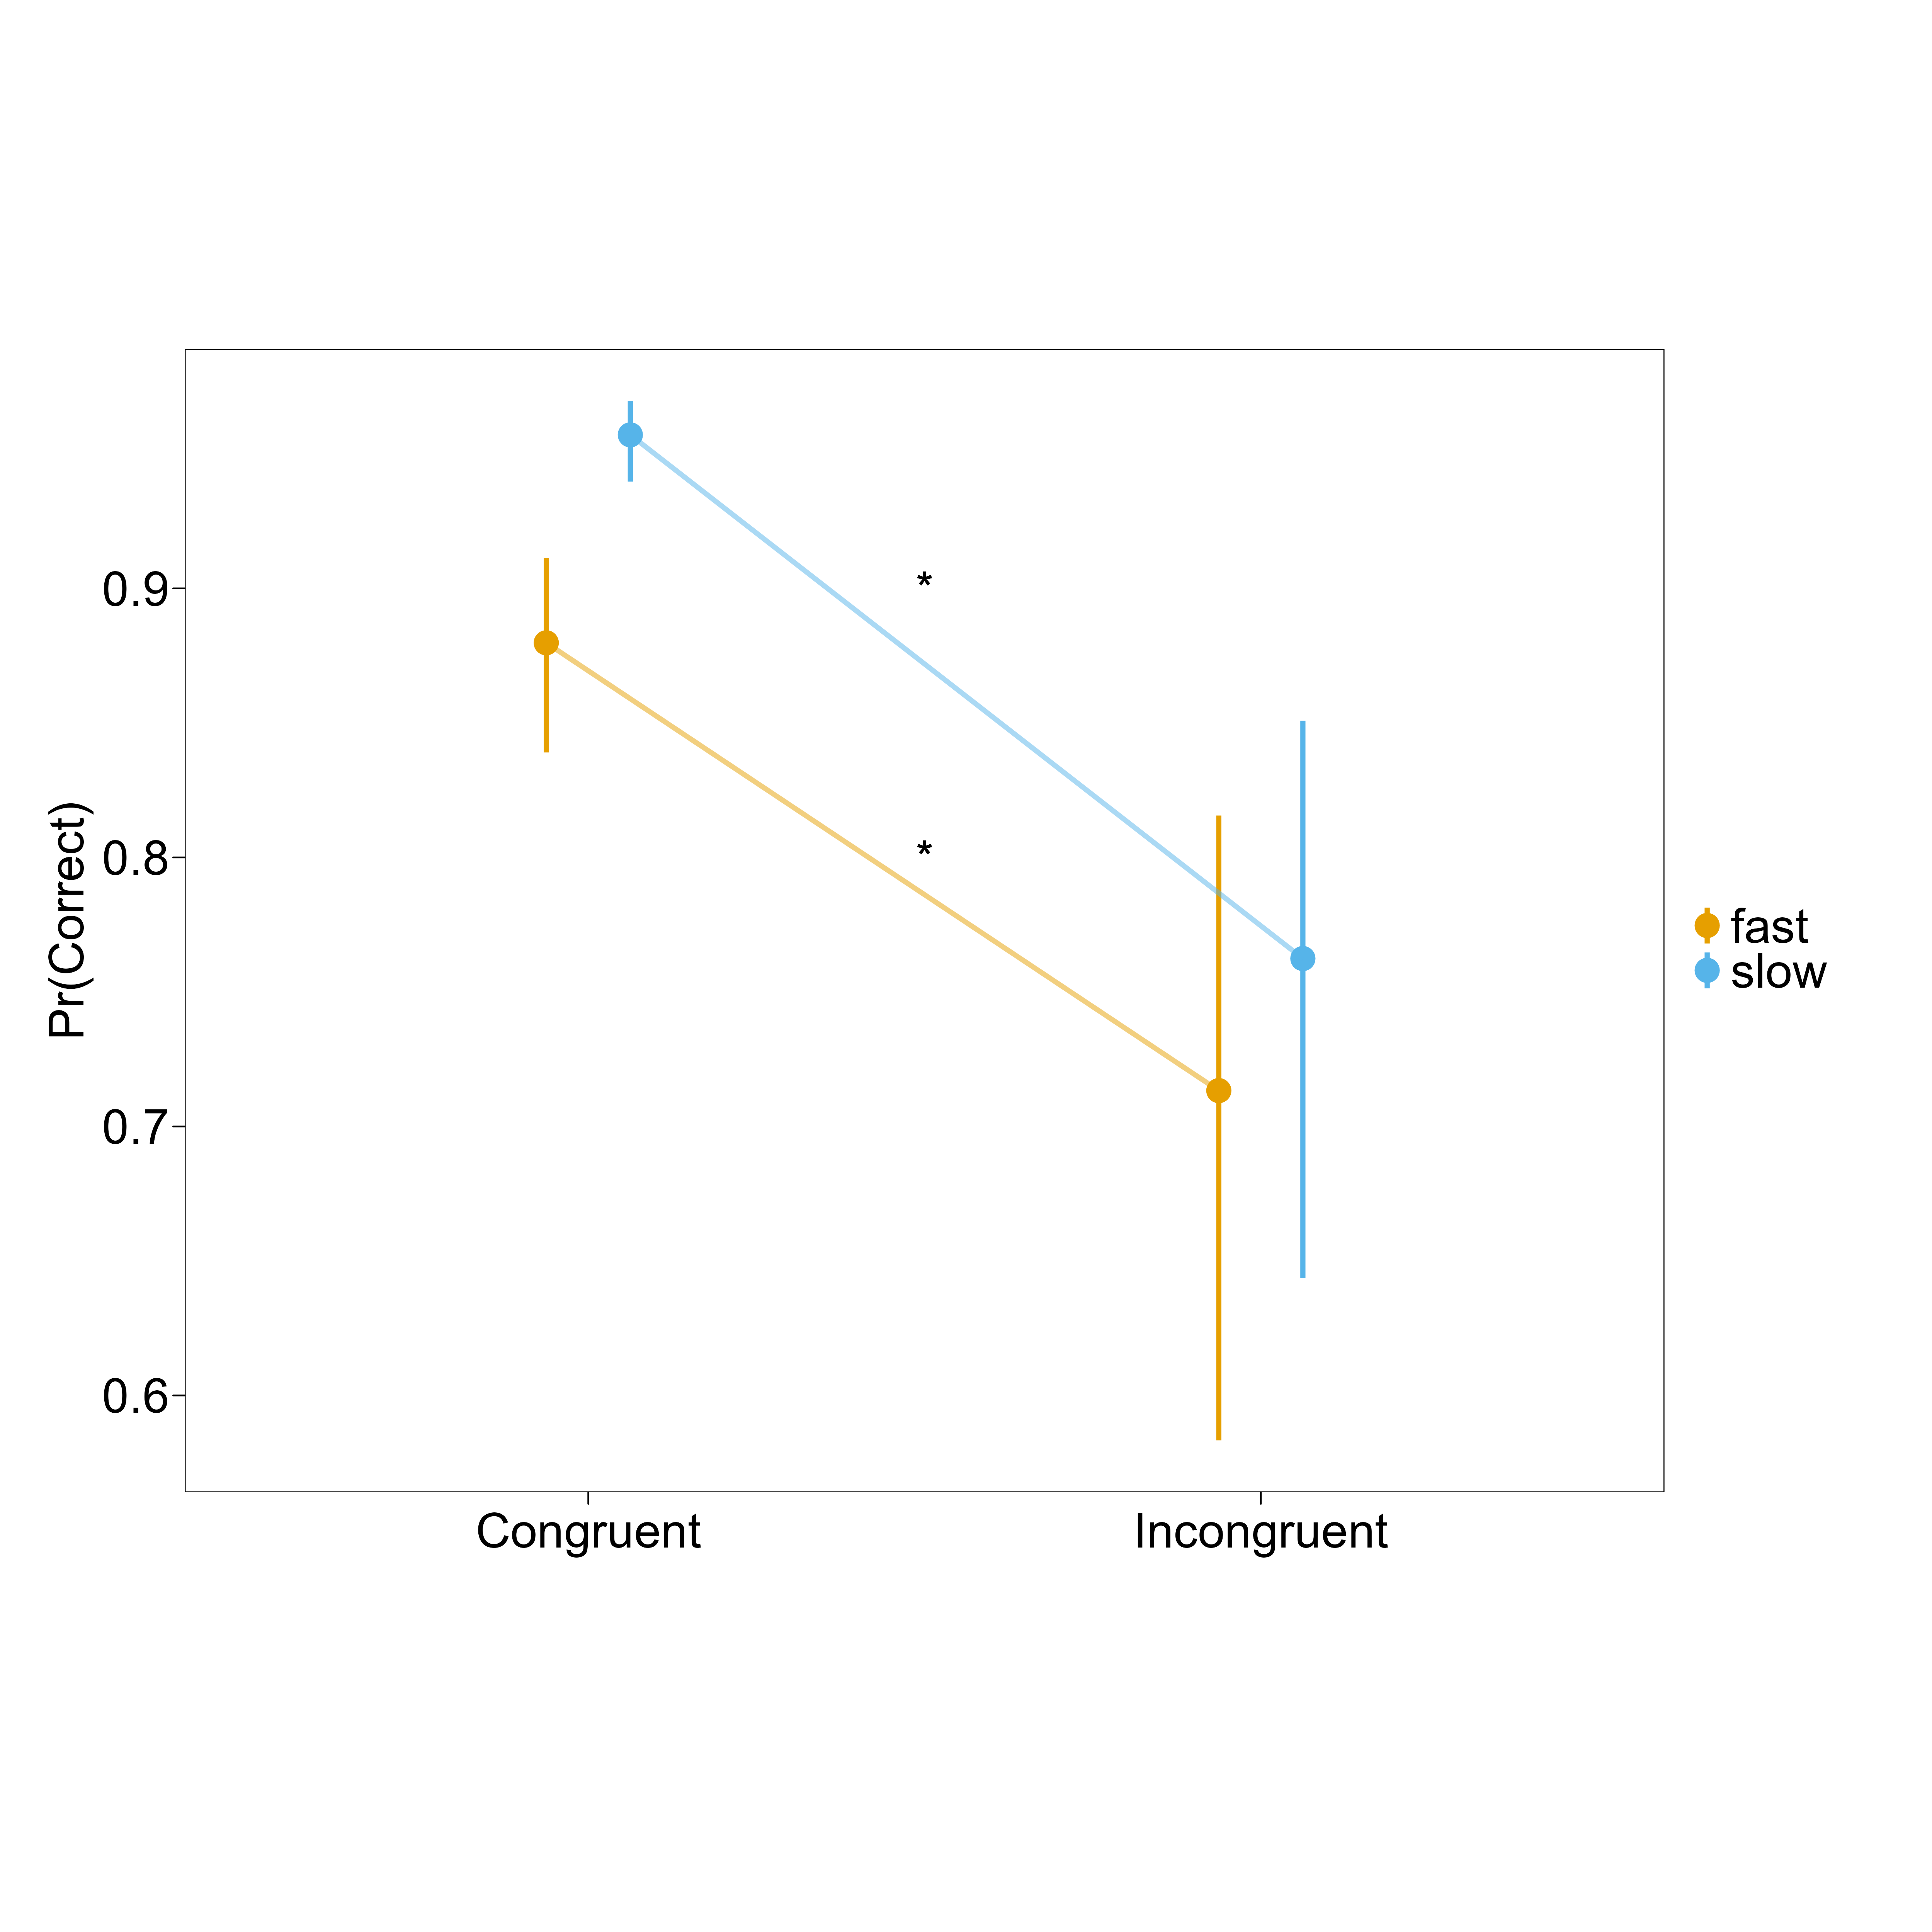 Pr(Correct)
0.9
0.8
0.7
0.6
*
*
Congruent
Incongruent
fast
slow